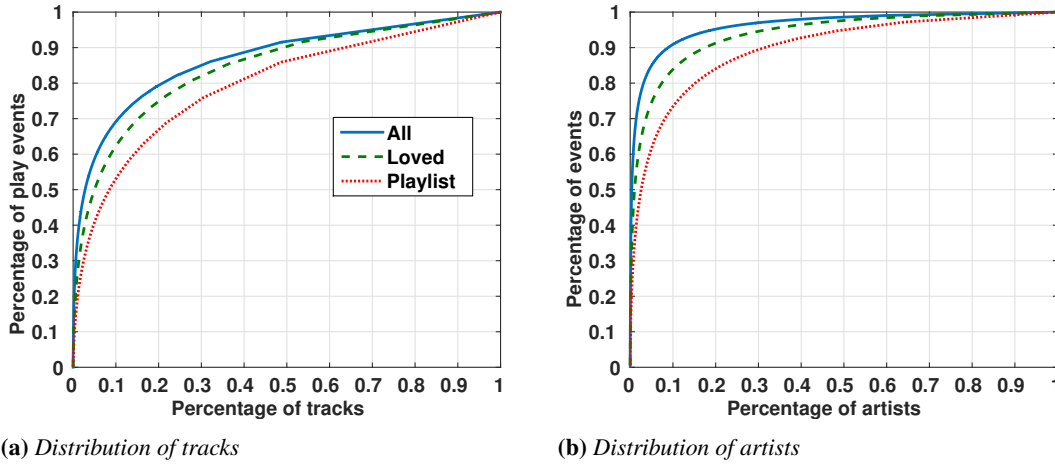 Percentage of play events
1
0.9
0.8
0.7
0.6
0.5
0.4
0.3
0.2
0.1
0
0 0.1 0.2 0.3 0.4 0.5 0.6 0.7 0.8 0.9 1
Percentage of tracks
All
Loved
Playlist
(a) Distribution of tracks
Percentage of events
1
0.9
0.8
0.7
0.6
0.5
0.4
0.3
0.2
0.1
0
0 0.1 0.2 0.3 0.4 0.5 0.6 0.7 0.8 0.9 1
Percentage of artists
(b) Distribution of artists